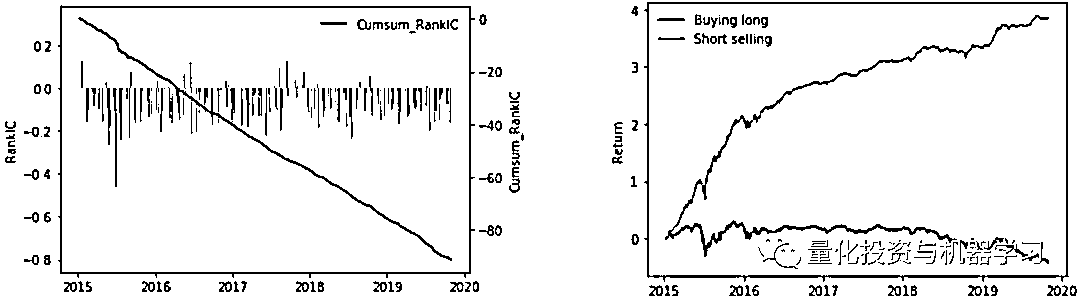 Cumsum_RankIC
0.2
0.0
−0.2
−0.4
−0.6
−0.8
RankIC
0
−20
−40
−60
−80
Cumsum_RankIC
2015 2016 2017 2018 2019 2020
Buying long
Short selling
4
3
2
1
0
Return
量化投资与机器学习
2015 2016 2017 2018 2019 2020